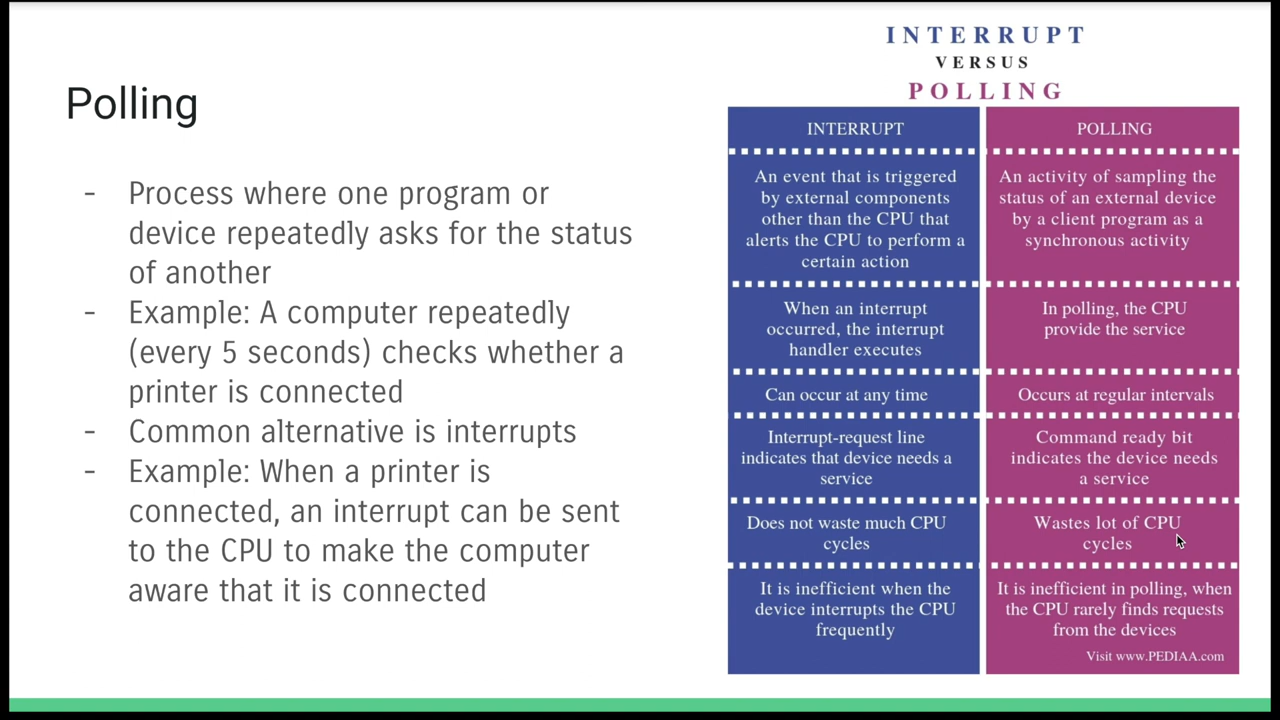 Polling
- Process where one program or
device repeatedly asks for the status
of another
- Example: A computer repeatedly
(every 5 seconds) checks whether a
printer is connected
- Common alternative is interrupts
- Example: When a printer is
connected, an interrupt can be sent
to the CPU to make the computer
aware that it is connected
INTERRUPT
VERSUS
POLLING
INTERRUPT
POLLING
An event that is triggered
by external components
other than the CPU that
alerts the CPU to perform a
certain action
An activity of sampling the
status of an external device
by a client program as a
synchronous activity
When an interrupt
occurred, the interrupt
handler executes
In polling, the CPU
provide the service
Can occur at any time
Occurs at regular intervals
Interrupt-request line
indicates that device needs a
service
Command ready bit
indicates the device needs
a service
Does not waste much CPU
cycles
Wastes lot of CPU
cycles
It is inefficient when the
device interrupts the CPU
frequently
It is inefficient in polling, when
the CPU rarely finds requests
from the devices
Visit www.PEDIAA.com